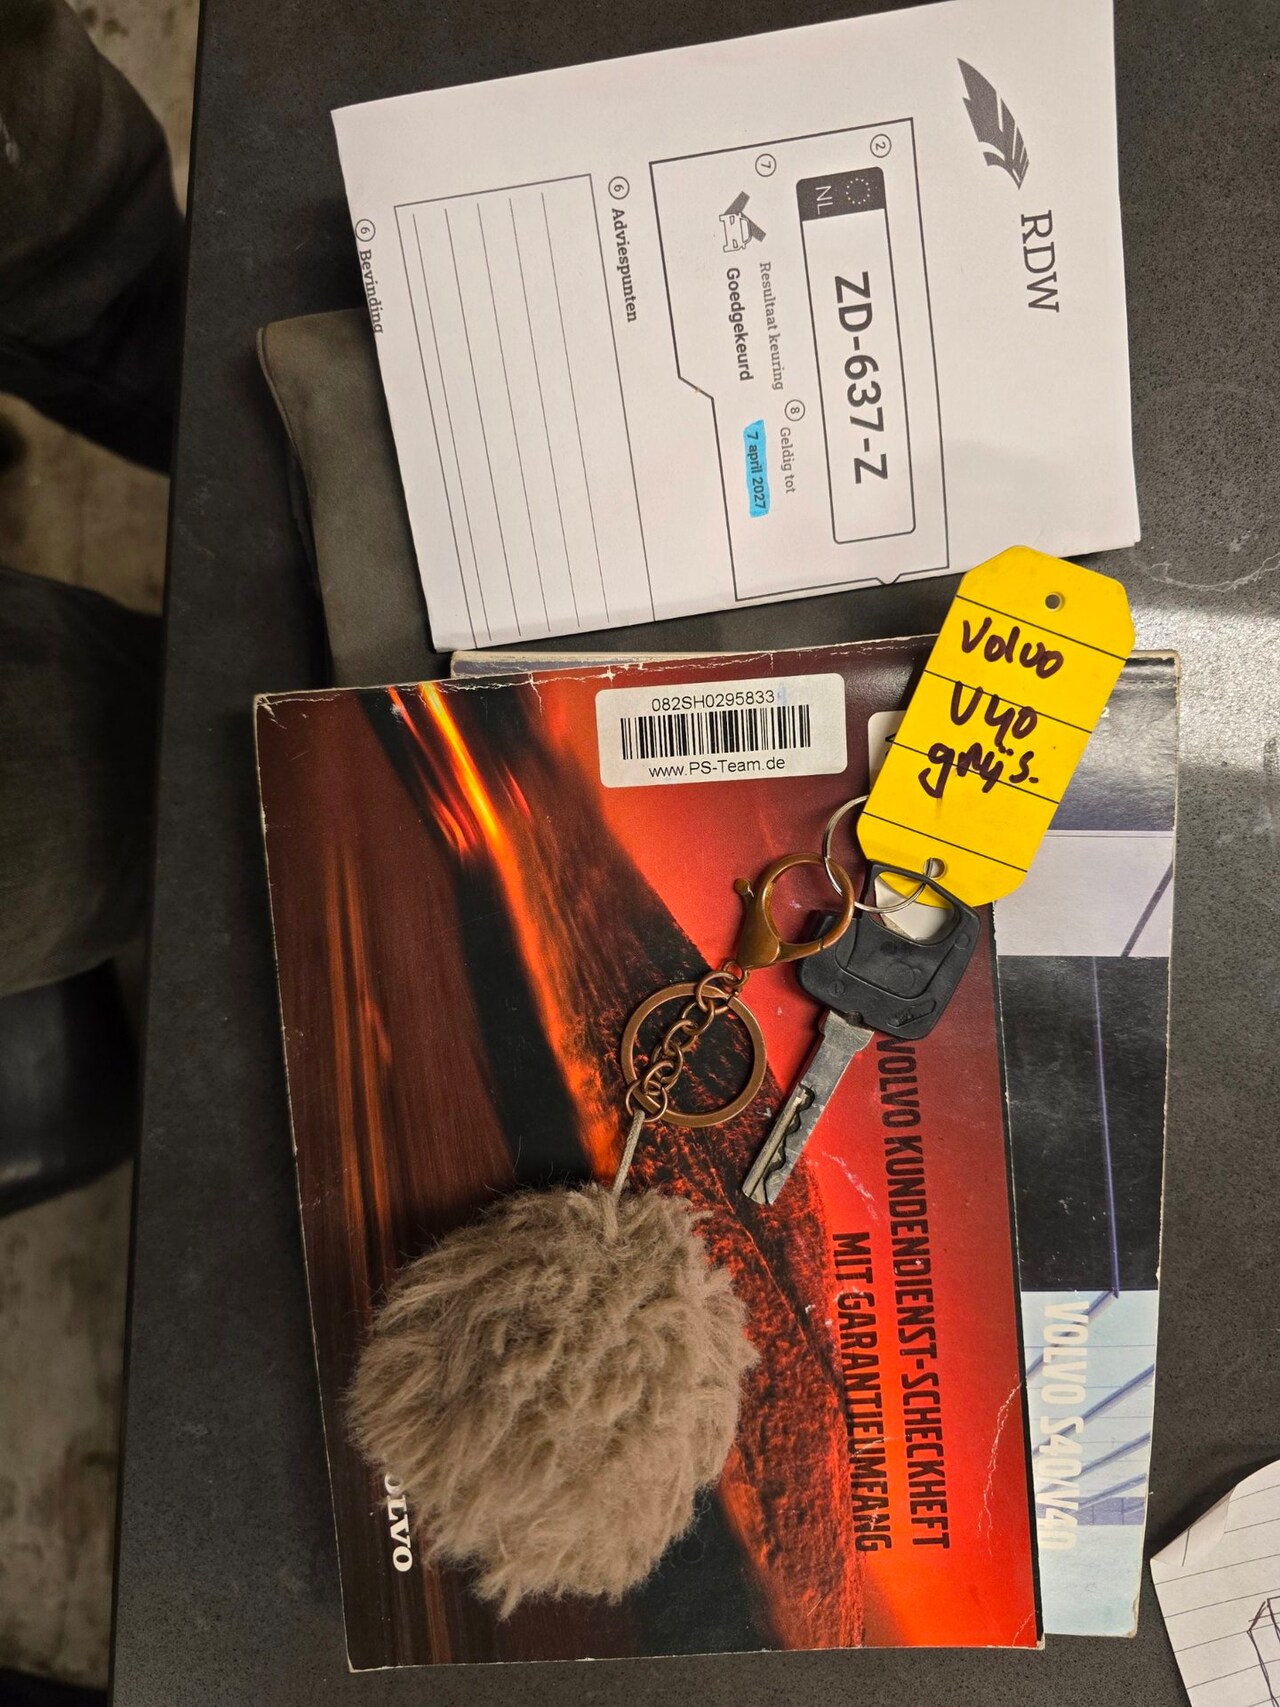 RDW
2
NL
ZD-637-Z
7 Resultaat keuring
Goedgekeurd
8 Geldig tot
7 april 2027
6 Adviespunten
6 Bevinding
Volvo
V40
grijs.
082SH0295833
www.PS-Team.de
VOLVO KUNDENDIENST-SCHECKHEFT
MIT GARANTIEUMFANG
OLVO
VOLVO S40/V40